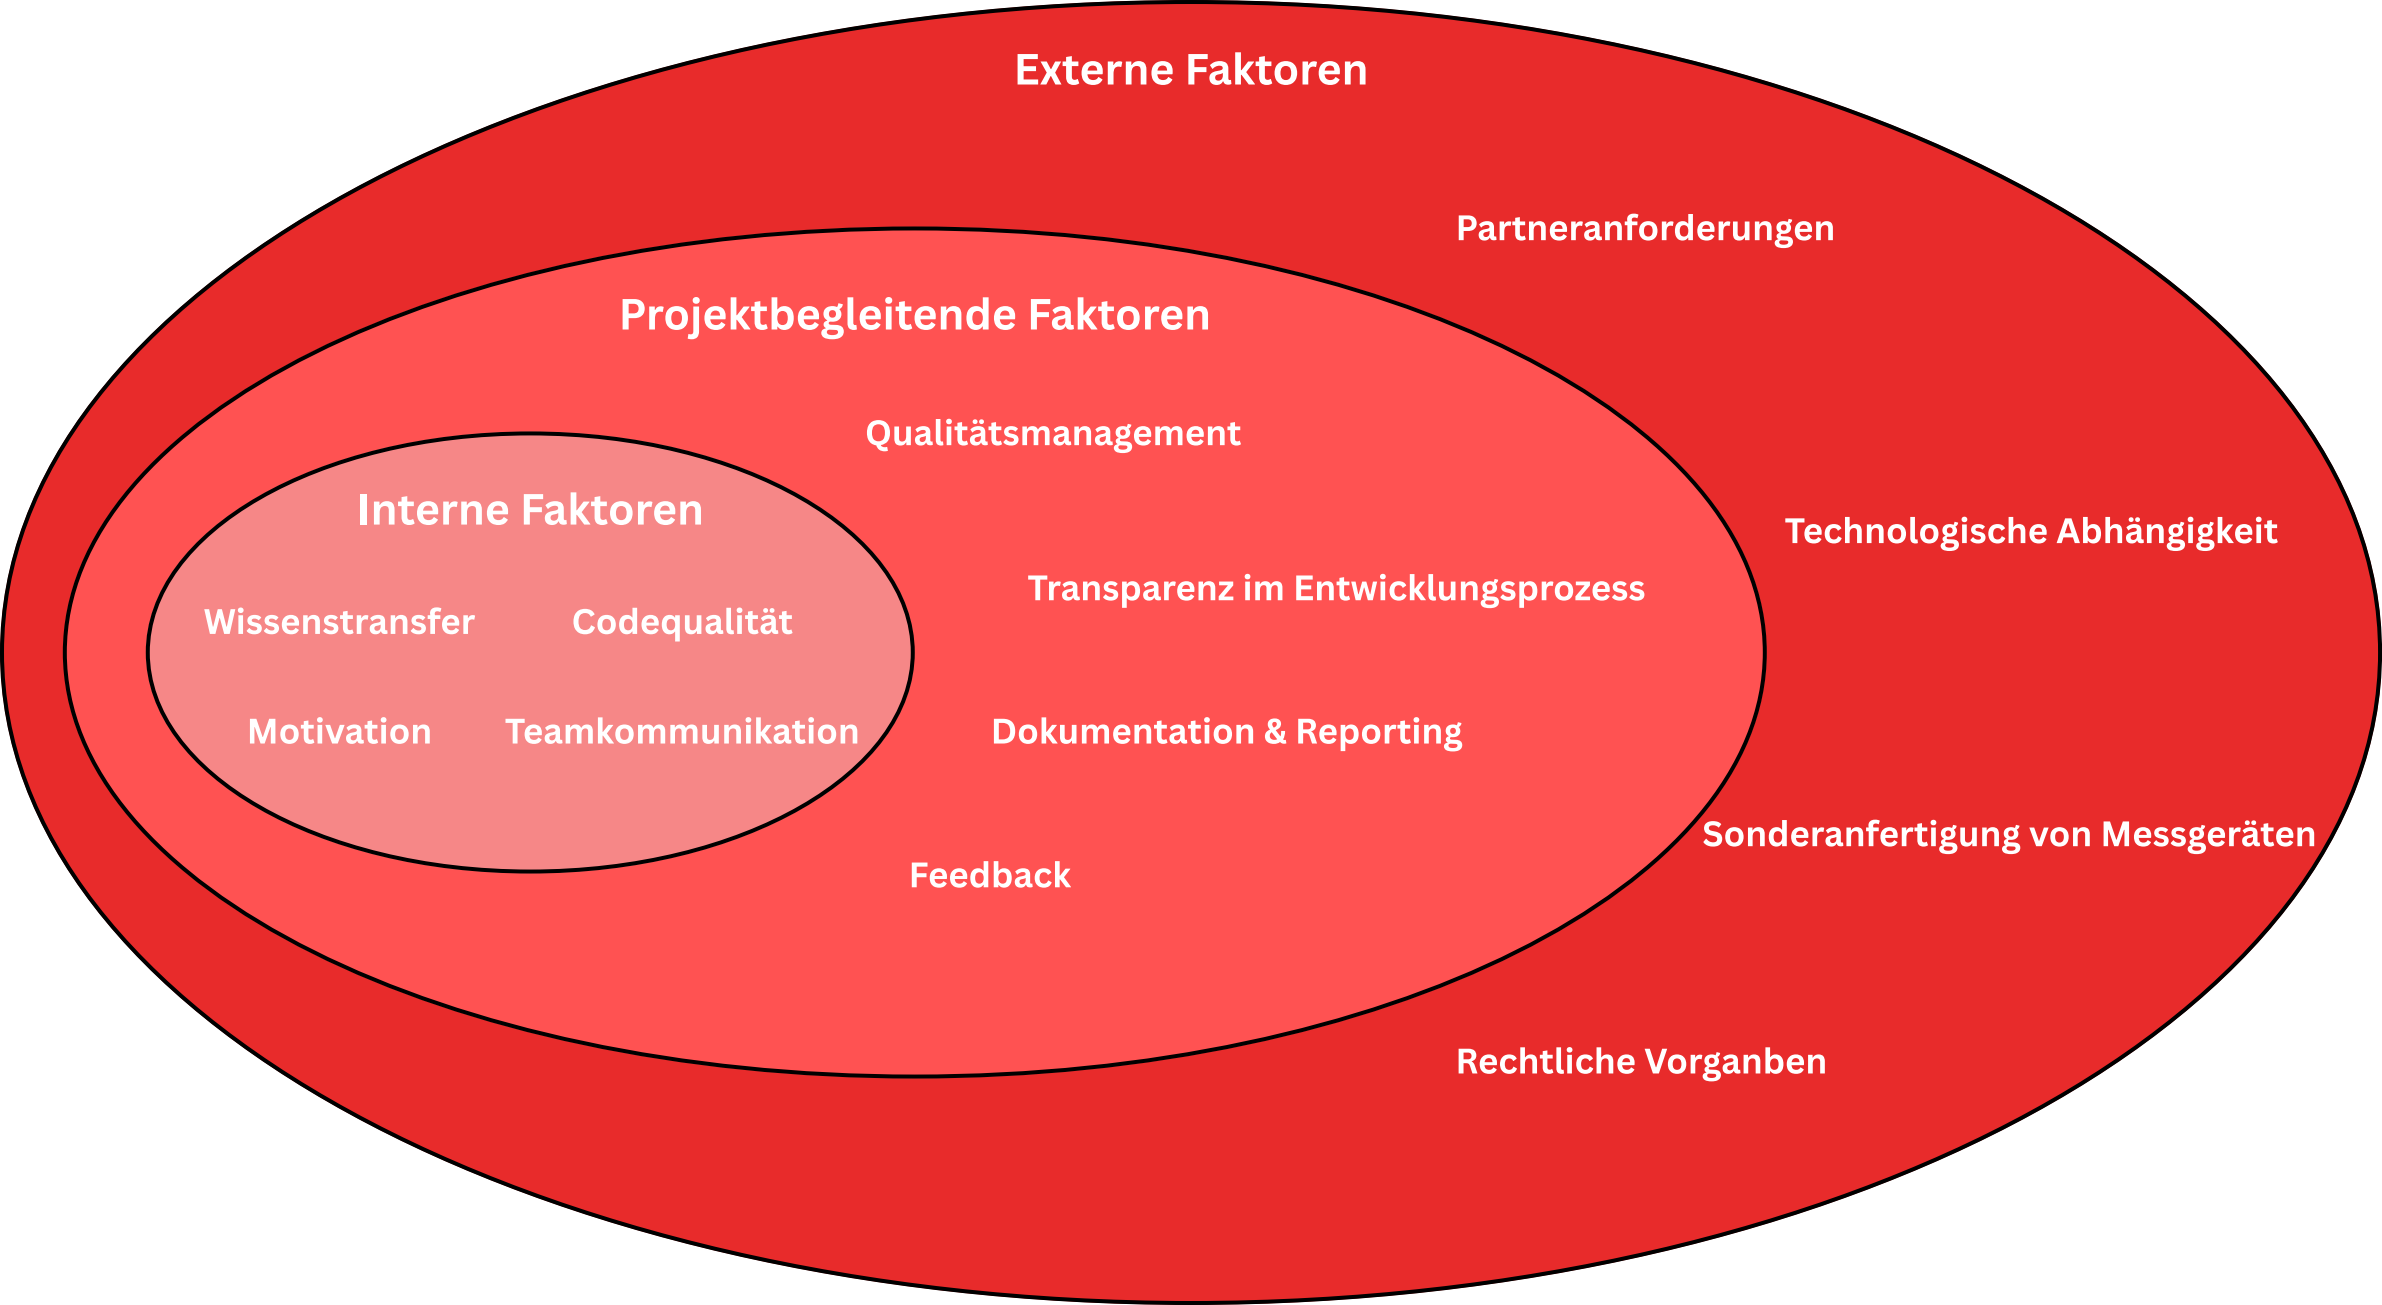 Externe Faktoren
Partneranforderungen
Projektbegleitende Faktoren
Qualitätsmanagement
Interne Faktoren
Technologische Abhängigkeit
Transparenz im Entwicklungsprozess
Wissenstransfer
Codequalität
Motivation
Teamkommunikation
Dokumentation & Reporting
Sonderanfertigung von Messgeräten
Feedback
Rechtliche Vorganben